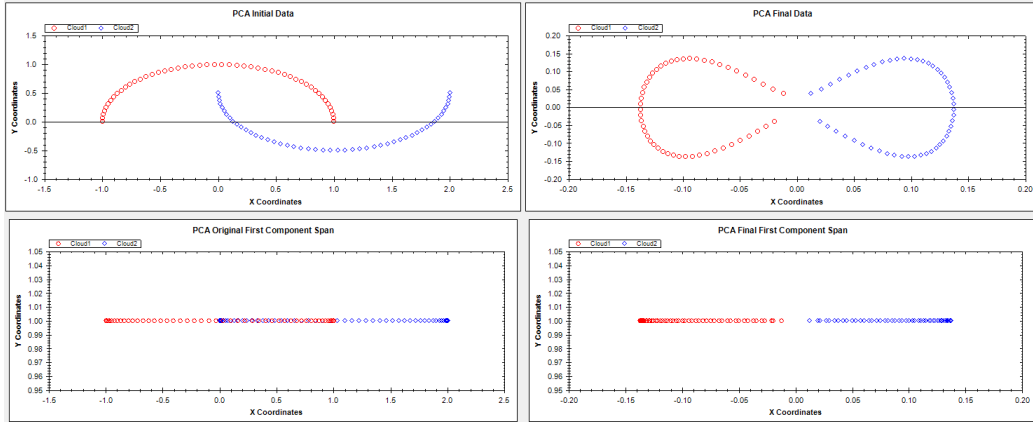 PCA Initial Data
Cloud1 Cloud2
Y Coordinates
1.5
1.0
0.5
0.0
-0.5
-1.0
-1.5 -1.0 -0.5 0.0 0.5 1.0 1.5 2.0 2.5
X Coordinates
PCA Final Data
Cloud1 Cloud2
Y Coordinates
0.20
0.15
0.10
0.05
0.00
-0.05
-0.10
-0.15
-0.20
-0.20 -0.15 -0.10 -0.05 0.00 0.05 0.10 0.15 0.20
X Coordinates
PCA Original First Component Span
Cloud1 Cloud2
Y Coordinates
1.05
1.04
1.03
1.02
1.01
1.00
0.99
0.98
0.97
0.96
0.95
-1.5 -1.0 -0.5 0.0 0.5 1.0 1.5 2.0 2.5
X Coordinates
PCA Final First Component Span
Cloud1 Cloud2
Y Coordinates
1.05
1.04
1.03
1.02
1.01
1.00
0.99
0.98
0.97
0.96
0.95
-0.20 -0.15 -0.10 -0.05 0.00 0.05 0.10 0.15 0.20
X Coordinates